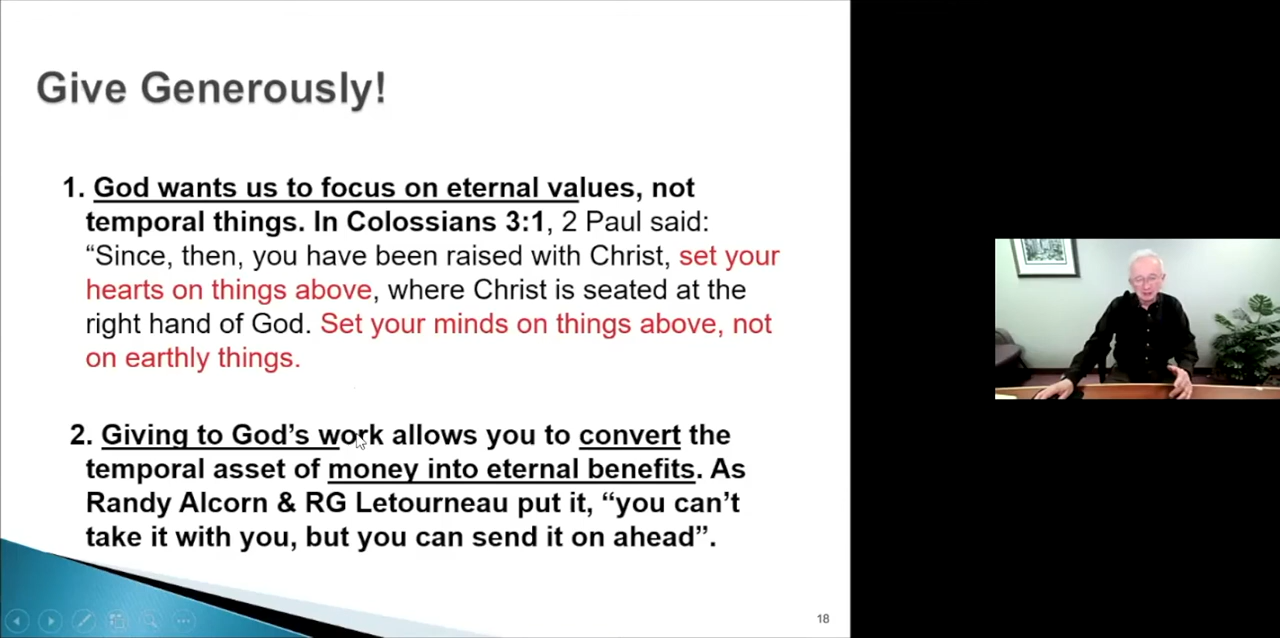 Give Generously!
1. God wants us to focus on eternal values, not
temporal things. In Colossians 3:1, 2 Paul said:
“Since, then, you have been raised with Christ, set your
hearts on things above, where Christ is seated at the
right hand of God. Set your minds on things above, not
on earthly things.
2. Giving to God’s work allows you to convert the
temporal asset of money into eternal benefits. As
Randy Alcorn & RG Letourneau put it, “you can’t
take it with you, but you can send it on ahead”.
18